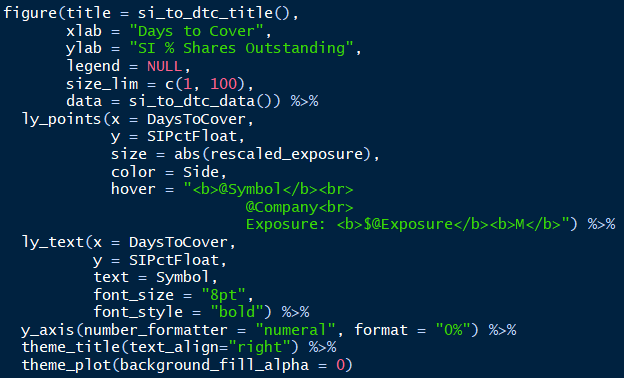 figure(title = si_to_dtc_title(),
       xlab = "Days to Cover",
       ylab = "SI % Shares Outstanding",
       legend = NULL,
       size_lim = c(1, 100),
       data = si_to_dtc_data()) %>%
  ly_points(x = DaysToCover,
            y = SIPctFloat,
            size = abs(rescaled_exposure),
            color = Side,
            hover = "<b>@Symbol</b><br>
                           @Company<br>
                           Exposure: <b>$@Exposure</b><b>M</b>") %>%
  ly_text(x = DaysToCover,
          y = SIPctFloat,
          text = Symbol,
          font_size = "8pt",
          font_style = "bold") %>%
  y_axis(number_formatter = "numeral", format = "0%") %>%
  theme_title(text_align="right") %>%
  theme_plot(background_fill_alpha = 0)